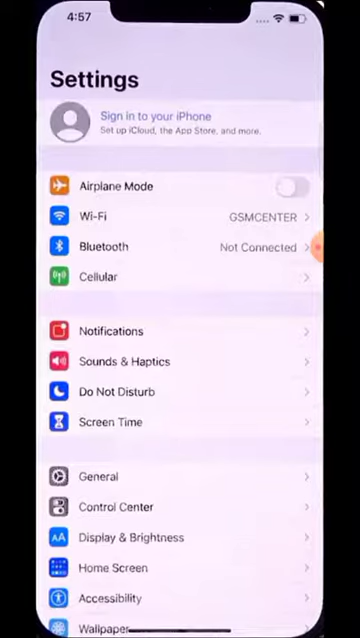 4:57
Settings
Sign in to your iPhone
Set up iCloud, the App Store, and more.
Airplane Mode
Wi-Fi GSMCENTER
Bluetooth Not Connected
Cellular
Notifications
Sounds & Haptics
Do Not Disturb
Screen Time
General
Control Center
AA Display & Brightness
Home Screen
Accessibility
Wallpaper